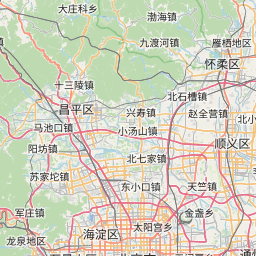 大庄科乡
渤海镇
九渡河镇
雁栖地区
怀柔区
十三陵镇
北石槽镇
昌平区
兴寿镇
赵全营镇
马池口镇
小汤山镇
北小
阳坊镇
顺义区
北七家镇
苏家坨镇
东小口镇
天竺镇
军庄镇
金盏乡
海淀区
太阳宫乡
龙泉地区